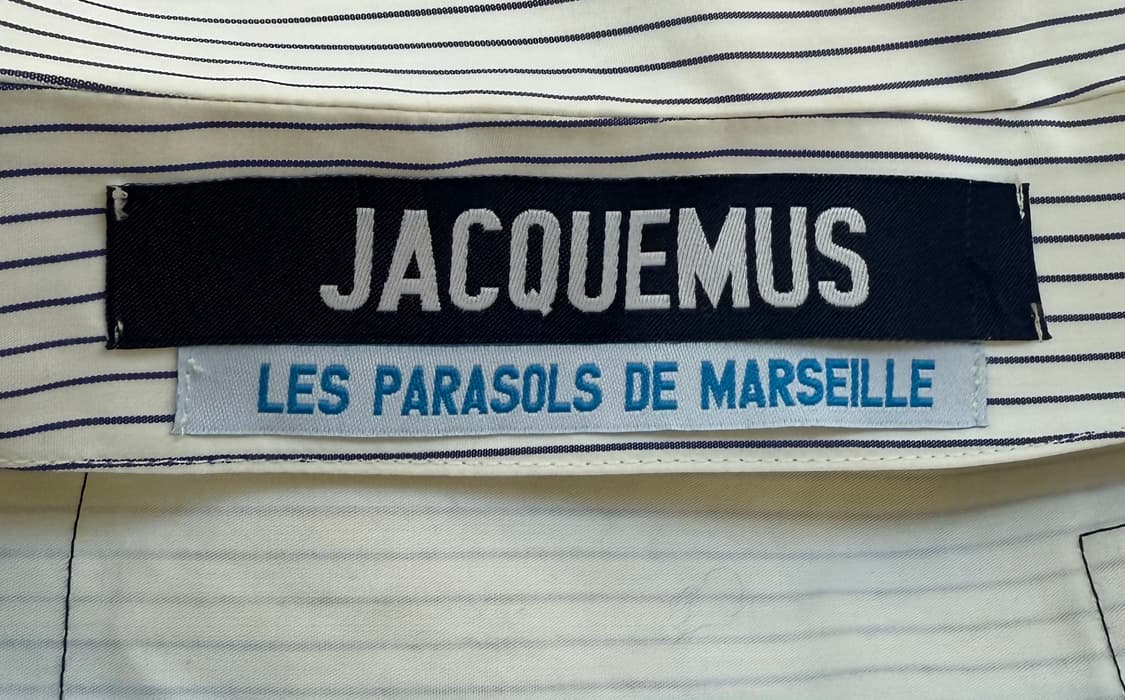 JACQUEMUS
LES PARASOLS DE MARSEILLE